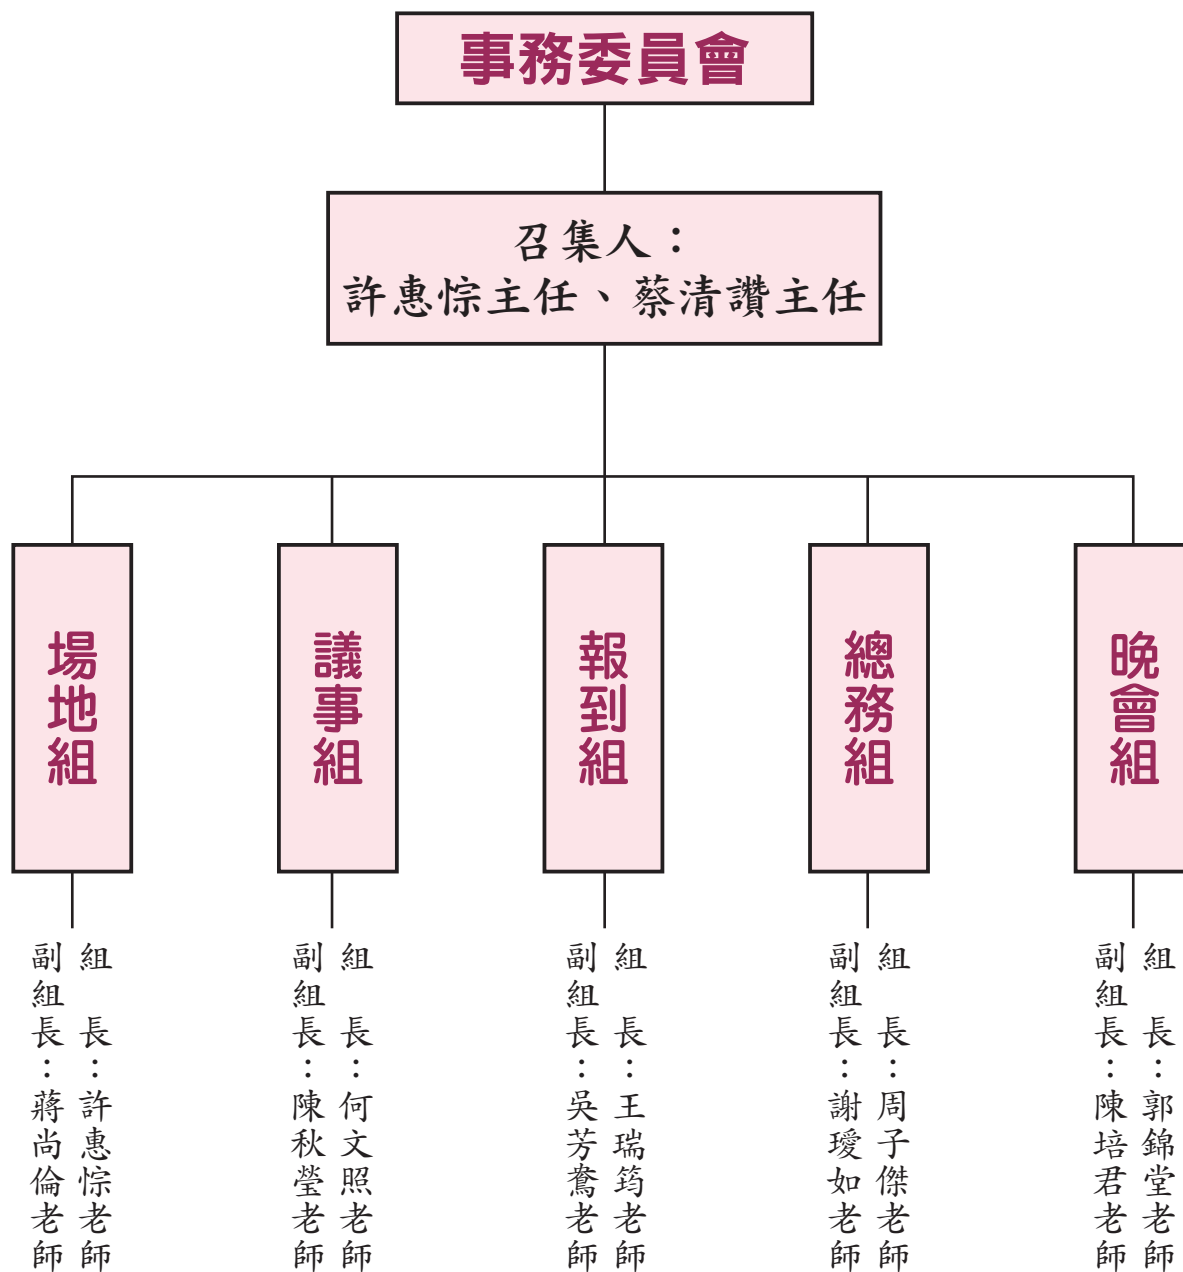 事務委員會
召集人：
許惠悰主任、蔡清讚主任
場地組
議事組
報到組
總務組
晚會組
組　長：許惠悰老師
副組長：蔣尚倫老師
組　長：何文照老師
副組長：陳秋瑩老師
組　長：王瑞筠老師
副組長：吳芳鴦老師
組　長：周子傑老師
副組長：謝瑷如老師
組　長：郭錦堂老師
副組長：陳培君老師